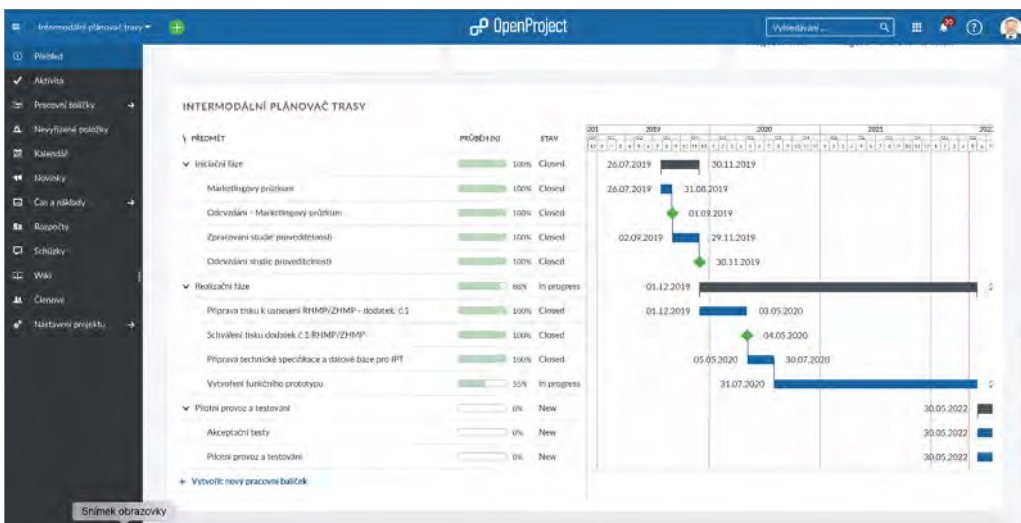 Intermodální plánovač trasy
OpenProject
Vyhledávání ...
35
Přehled
Aktivita
Pracovní balíčky
Nevyřízené položky
Kalendář
Novinky
Čas a náklady
Rozpočty
Schůzky
Wiki
Členové
Nastavení projektu
INTERMODÁLNÍ PLÁNOVAČ TRASY
PŘEDMĚT STAV 2019 2020 2021
Iniciační fáze 100% Closed 26.07.2019 30.11.2019
Marketingový průzkum 100% Closed 26.07.2019 31.08.2019
Odevzdání - Marketingový průzkum 100% Closed 01.09.2019
Zpracování studie proveditelnosti 100% Closed 02.09.2019 29.11.2019
Odevzdání studie proveditelnosti 100% Closed 30.11.2019
Realizační fáze In progress 01.12.2019
Příprava tisku k usnesení RHMP/ZHMP - dodatek. č.1 100% Closed 01.12.2019 03.05.2020
Schválení tisku dodatek č.1 RHMP/ZHMP 100% Closed 04.05.2020
Příprava technické specifikace a datové báze pro IPT 100% Closed 05.05.2020 30.07.2020
Vytvoření funkčního prototypu 55% In progress 31.07.2020
Pilotní provoz a testování 0% New 30.05.2022
Akceptační testy 0% New 30.05.2022
Pilotní provoz a testování 0% New 30.05.2022
+ Vytvořit nový pracovní balíček
Snímek obrazovky